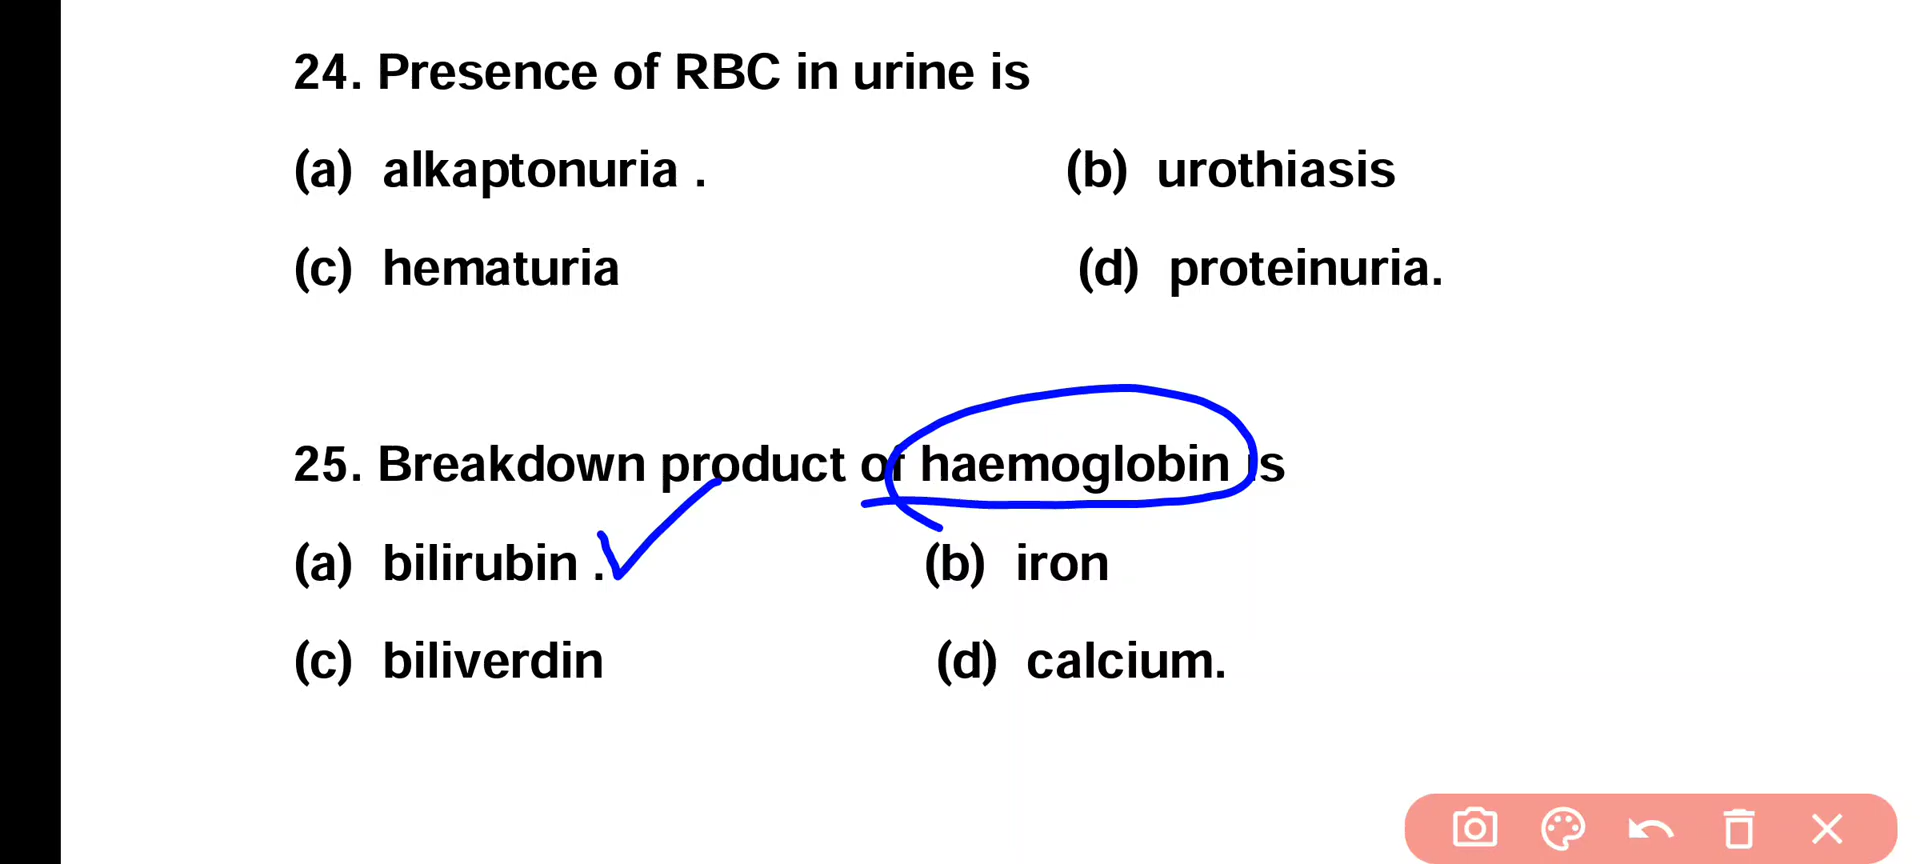 24. Presence of RBC in urine is
(a) alkaptonuria . (b) urothiasis
(c) hematuria (d) proteinuria.
25. Breakdown product of haemoglobin is
(a) bilirubin . (b) iron
(c) biliverdin (d) calcium.